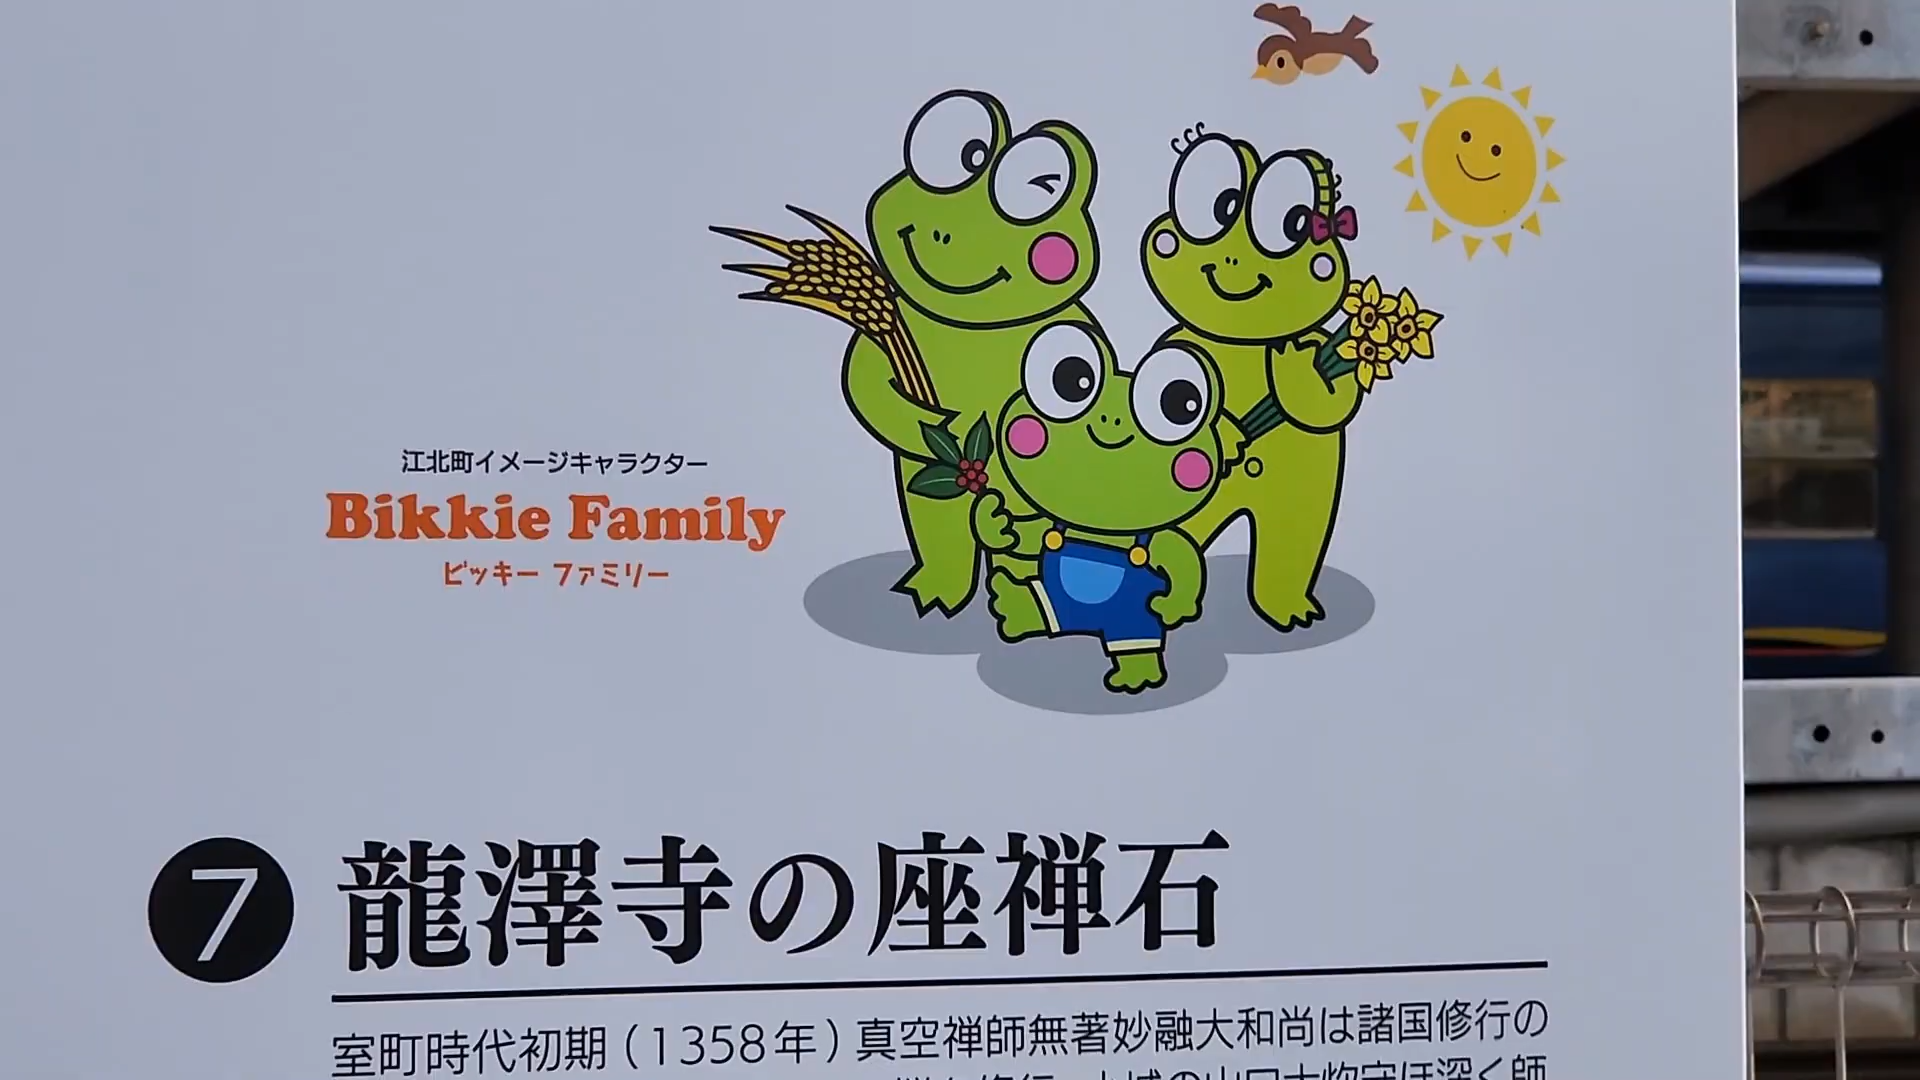 江北町イメージキャラクター
Bikkie Family
ビッキー ファミリー
7 龍澤寺の座禅石
室町時代初期(1358年)真空禅師無著妙融大和尚は諸国修行の